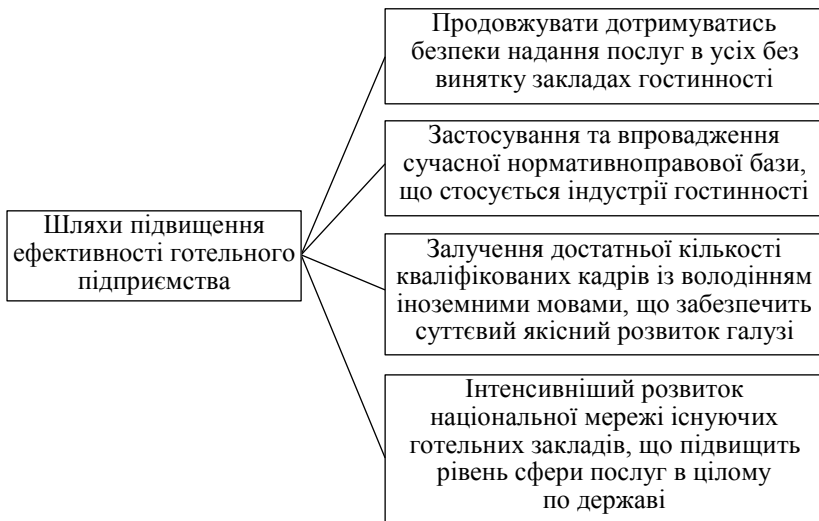 Шляхи підвищення
ефективності готельного
підприємства
Продовжувати дотримуватись
безпеки надання послуг в усіх без
винятку закладах гостинності
Застосування та впровадження
сучасної нормативноправової бази,
що стосується індустрії гостинності
Залучення достатньої кількості
кваліфікованих кадрів із володінням
іноземними мовами, що забезпечить
суттєвий якісний розвиток галузі
Інтенсивніший розвиток
національної мережі існуючих
готельних закладів, що підвищить
рівень сфери послуг в цілому
по державі